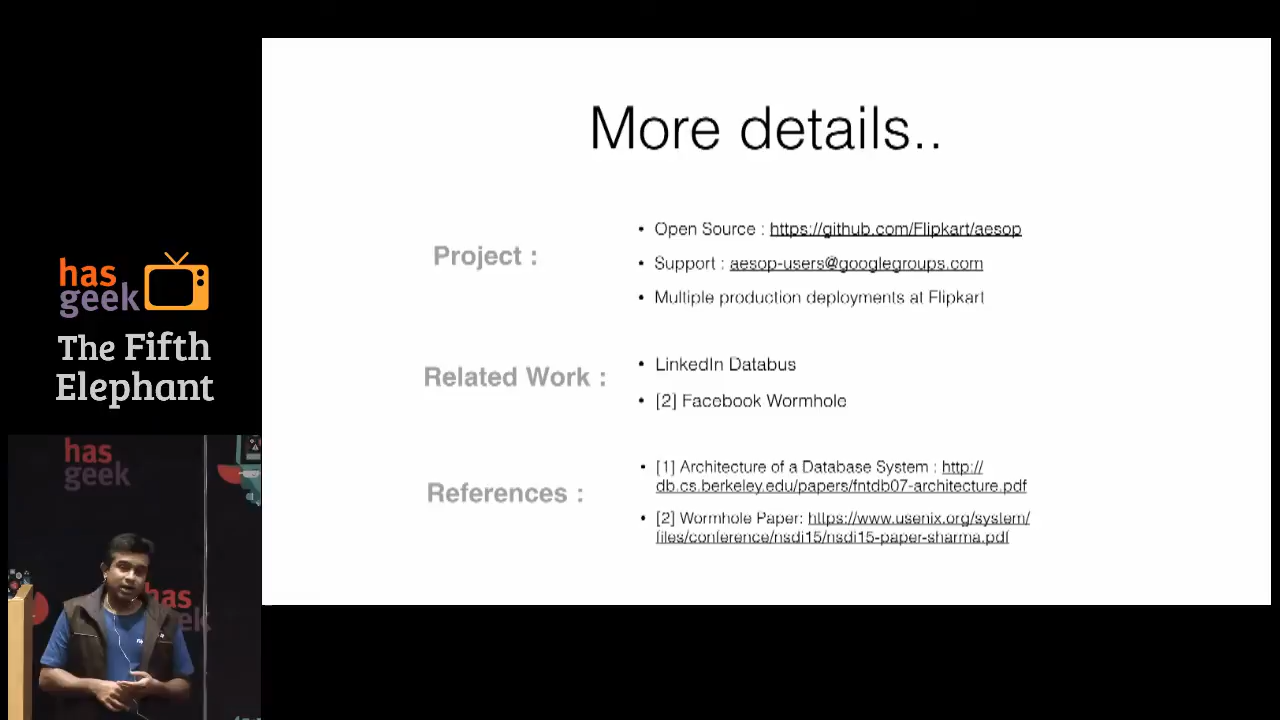 More details..
Project :
• Open Source : https://github.com/Flipkart/aesop
• Support : aesop-users@googlegroups.com
• Multiple production deployments at Flipkart
Related Work :
• LinkedIn Databus
• [2] Facebook Wormhole
References :
• [1] Architecture of a Database System : http://
db.cs.berkeley.edu/papers/fntdb07-architecture.pdf
• [2] Wormhole Paper: https://www.usenix.org/system/
files/conference/nsdi15/nsdi15-paper-sharma.pdf
has
geek
The Fifth
Elephant
has
geek
has
ek